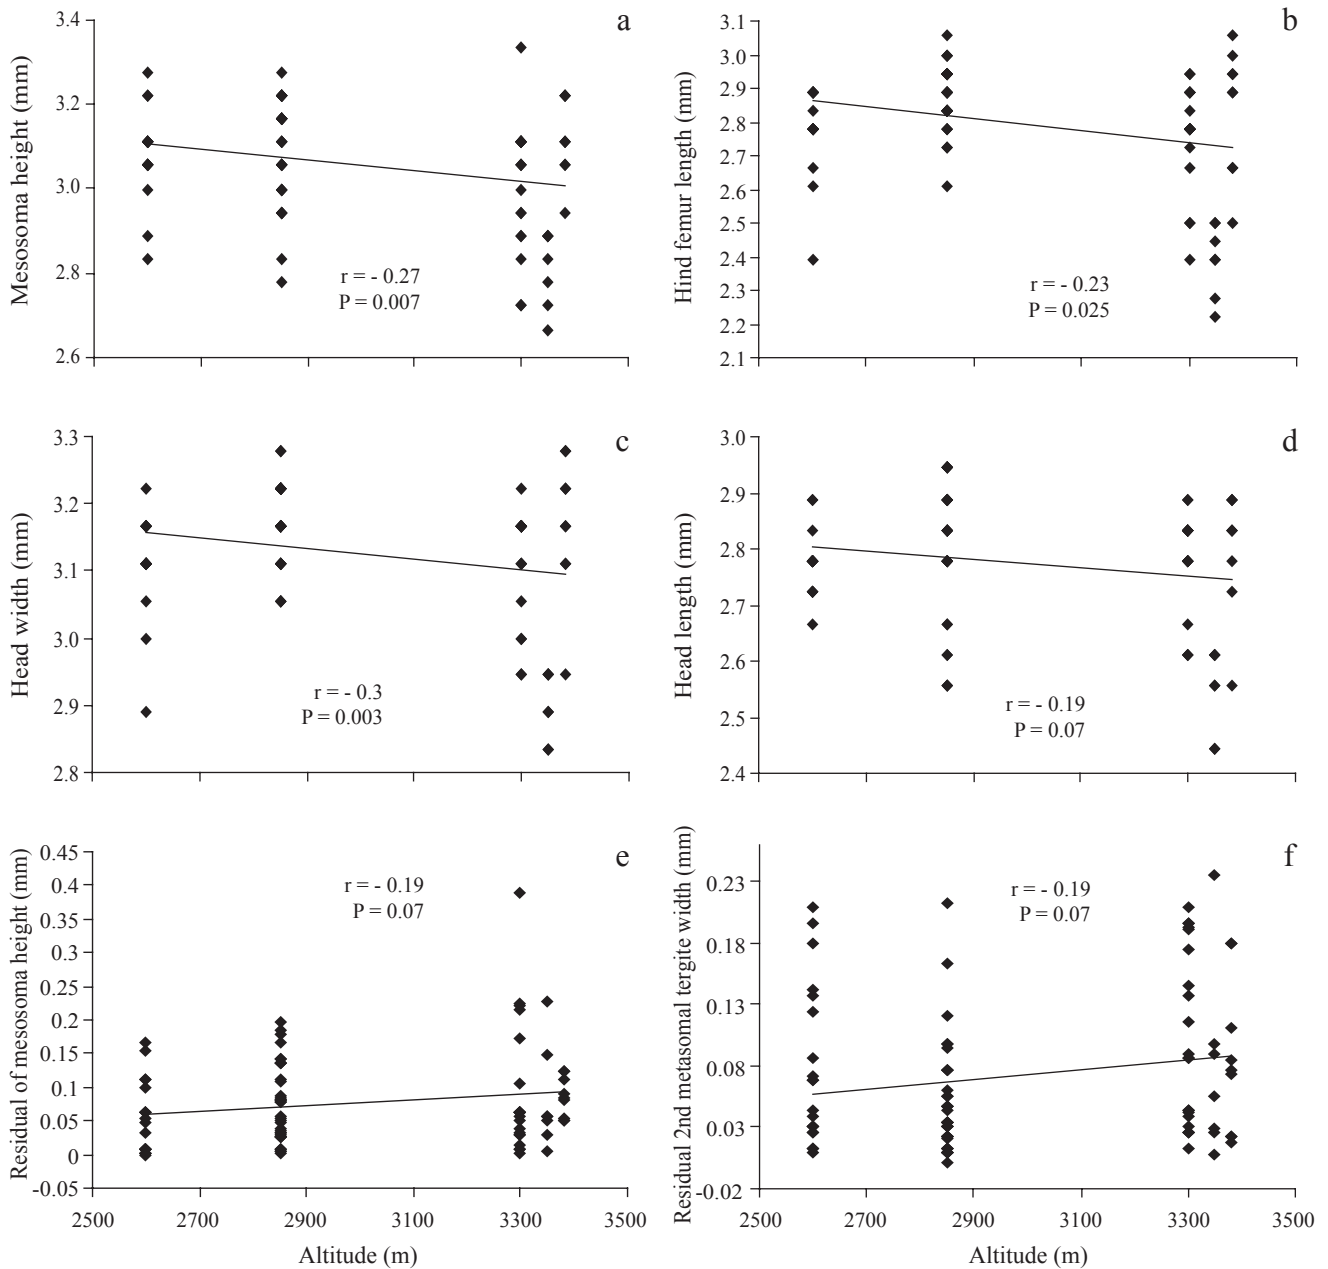 a
3.4
3.2
3.0
2.8
2.6
Mesosoma height (mm)
r = - 0.27
P = 0.007
b
3.1
3.0
2.9
2.8
2.7
2.6
2.5
2.4
2.3
2.2
2.1
Hind femur length (mm)
r = - 0.23
P = 0.025
c
3.3
3.2
3.1
3.0
2.9
2.8
Head width (mm)
r = - 0.3
P = 0.003
d
3.0
2.9
2.8
2.7
2.6
2.5
2.4
Head length (mm)
r = - 0.19
P = 0.07
e
0.45
0.4
0.35
0.3
0.25
0.2
0.15
0.1
0.05
0
-0.05
Residual of mesosoma height (mm)
r = - 0.19
P = 0.07
2500 2700 2900 3100 3300 3500
Altitude (m)
f
0.23
0.18
0.13
0.08
0.03
-0.02
Residual 2nd metasomal tergite width (mm)
r = - 0.19
P = 0.07
2500 2700 2900 3100 3300 3500
Altitude (m)